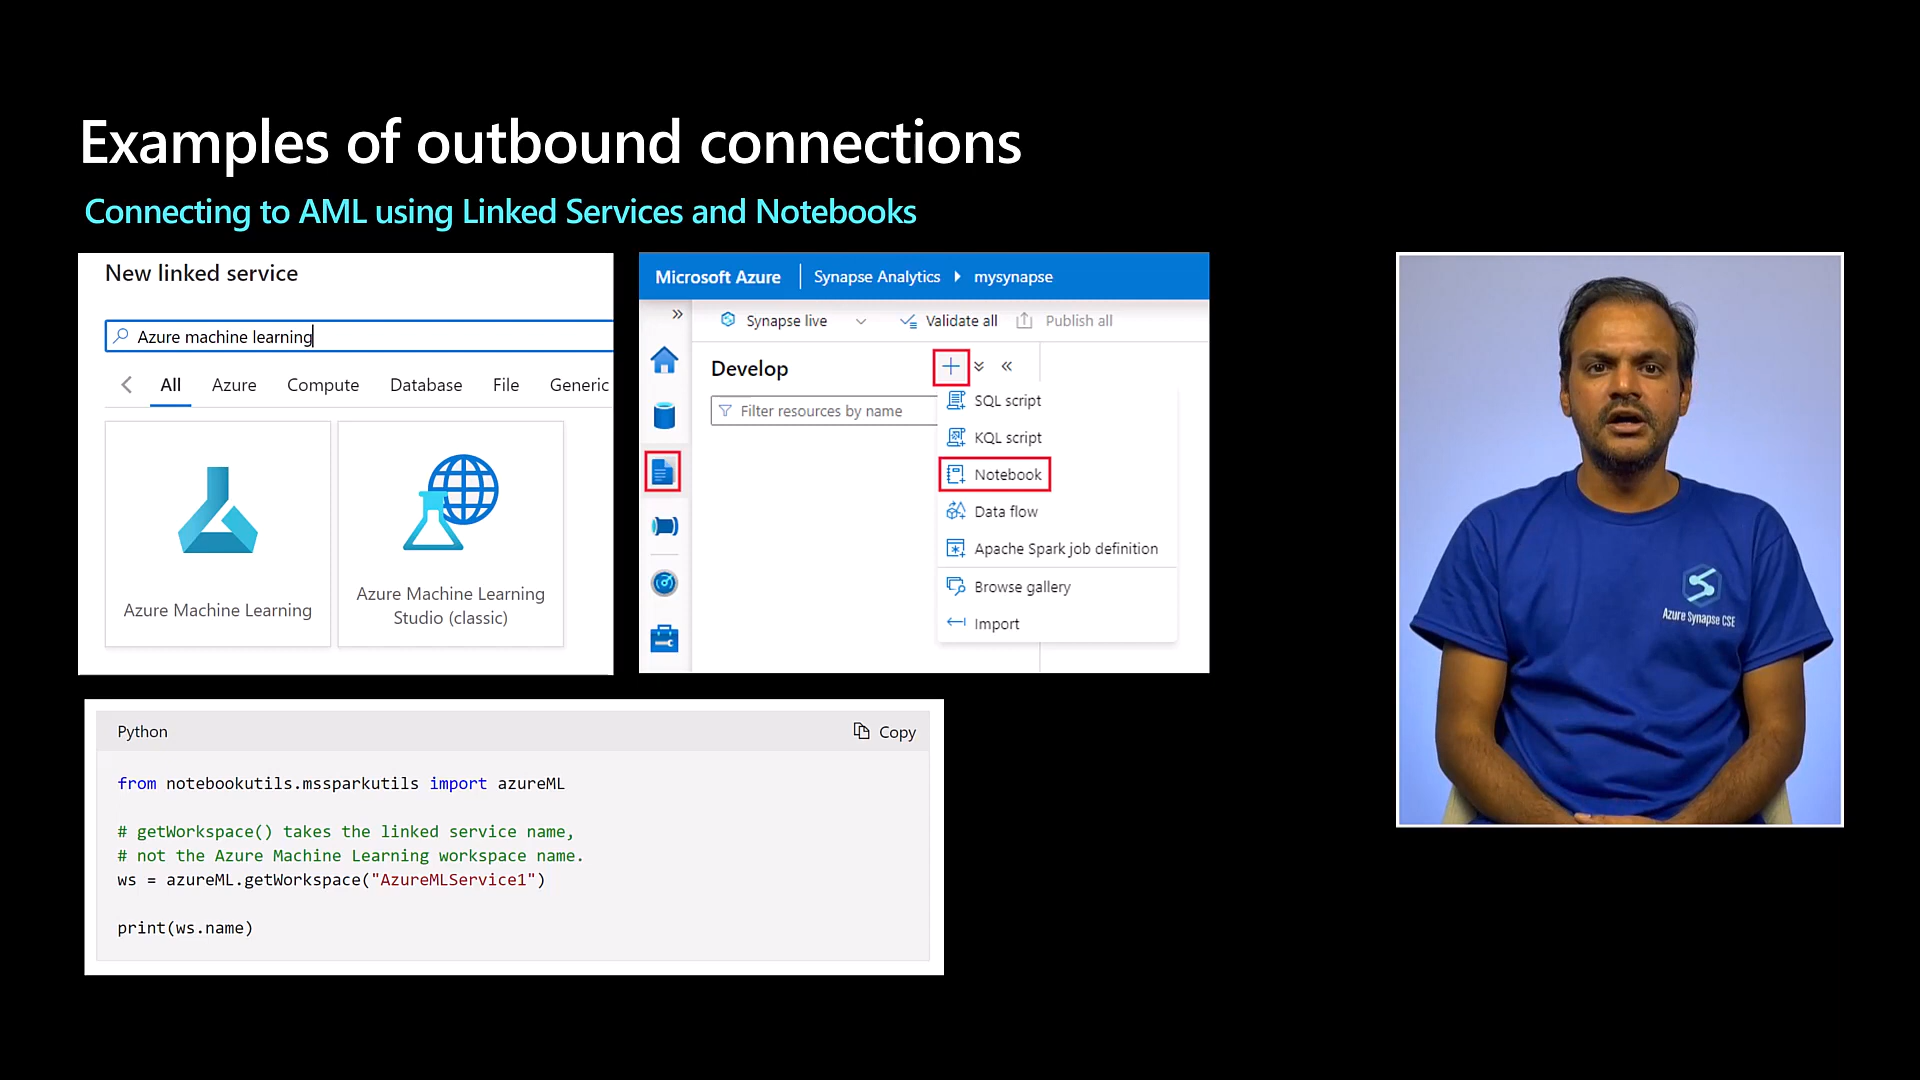 Examples of outbound connections
Connecting to AML using Linked Services and Notebooks
New linked service
Azure machine learning
All Azure Compute Database File Generic
Azure Machine Learning
Azure Machine Learning
Studio (classic)
Microsoft Azure Synapse Analytics mysynapse
Synapse live Validate all Publish all
Develop
Filter resources by name
SQL script
KQL script
Notebook
Data flow
Apache Spark job definition
Browse gallery
Import
Python Copy
from notebookutils.mssparkutils import azureML
# getWorkspace() takes the linked service name,
# not the Azure Machine Learning workspace name.
ws = azureML.getWorkspace("AzureMLService1")
print(ws.name)
Azure Synapse CSE